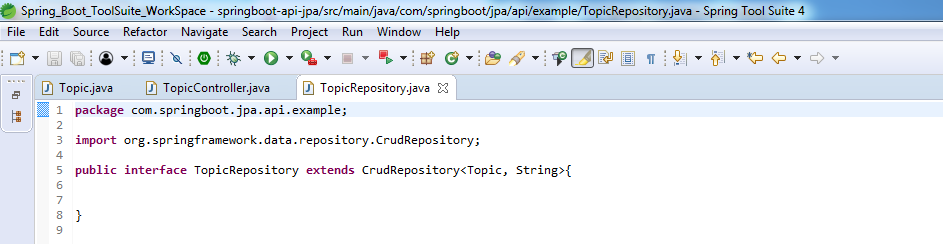 Spring_Boot_ToolSuite_WorkSpace - springboot-api-jpa/src/main/java/com/springboot/jpa/api/example/TopicRepository.java - Spring Tool Suite 4
File Edit Source Refactor Navigate Search Project Run Window Help
Topic.java TopicController.java TopicRepository.java
1 package com.springboot.jpa.api.example;
2
3 import org.springframework.data.repository.CrudRepository;
4
5 public interface TopicRepository extends CrudRepository<Topic, String>{
6
7
8 }
9